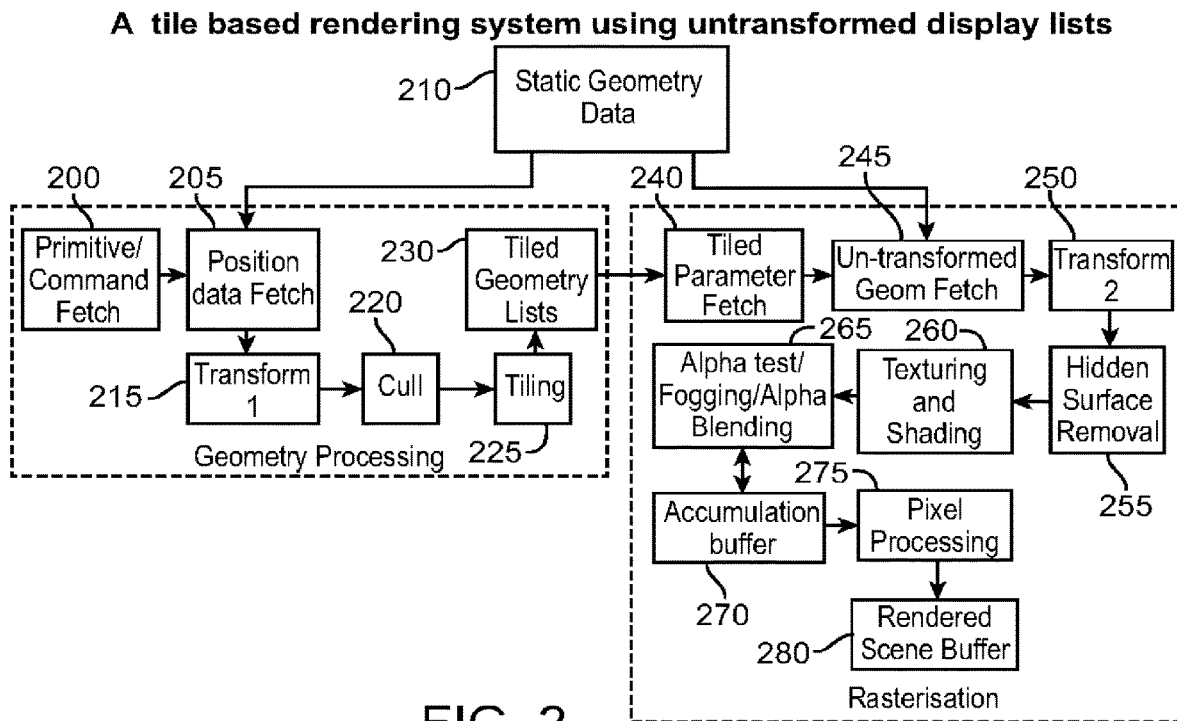 A tile based rendering system using untransformed display lists
210
Static Geometry
Data
200
205
240
245
250
Primitive/
Command
Fetch
Position
data Fetch
230
Tiled
Geometry
Lists
Tiled
Parameter
Fetch
Un-transformed
Geom Fetch
Transform
2
215
Transform
1
220
Cull
Tiling
225
Geometry Processing
265
Alpha test/
Fogging/Alpha
Blending
260
Texturing
and
Shading
Hidden
Surface
Removal
255
Accumulation
buffer
270
275
Pixel
Processing
280
Rendered
Scene Buffer
Rasterisation
FIG. 2